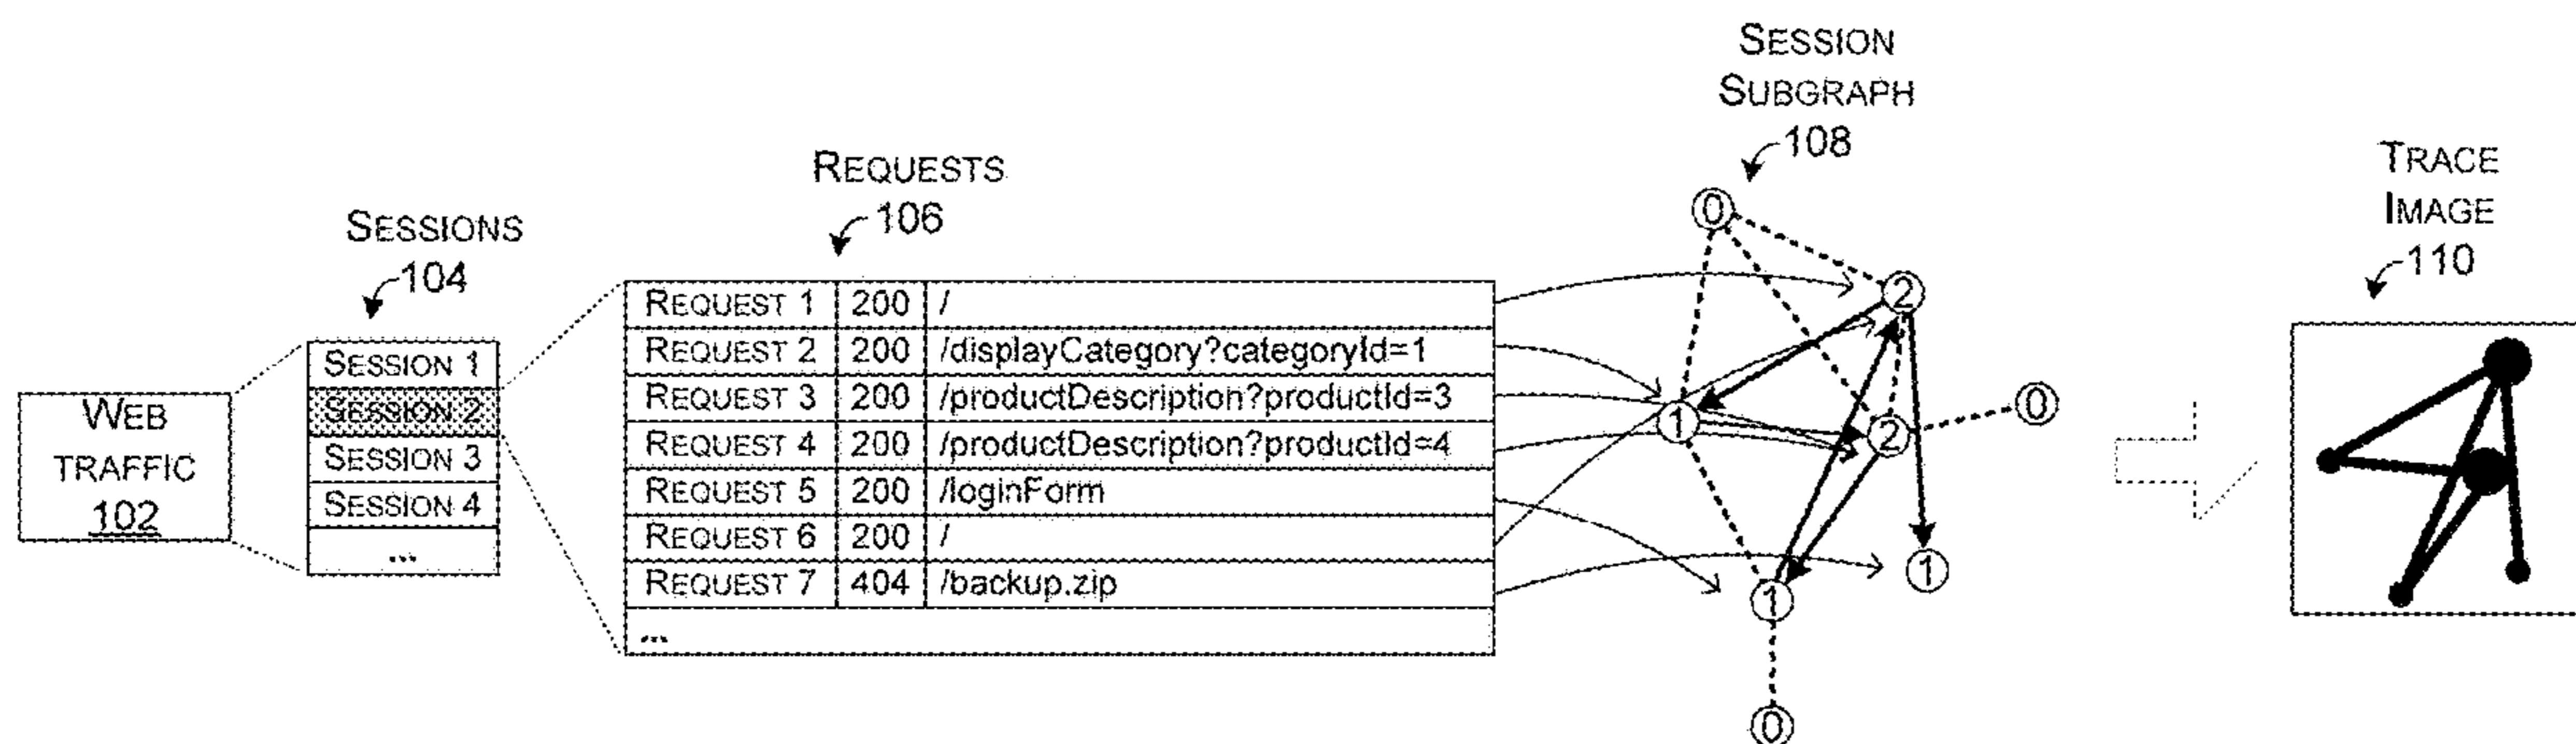 WEB
TRAFFIC
102
SESSIONS
104
SESSION 1
SESSION 2
SESSION 3
SESSION 4
...
REQUESTS
106
REQUEST 1 200 /
REQUEST 2 200 /displayCategory?categoryId=1
REQUEST 3 200 /productDescription?productId=3
REQUEST 4 200 /productDescription?productId=4
REQUEST 5 200 /loginForm
REQUEST 6 200 /
REQUEST 7 404 /backup.zip
...
SESSION
SUBGRAPH
108
0
2
0
1
2
1
1
0
TRACE
IMAGE
110